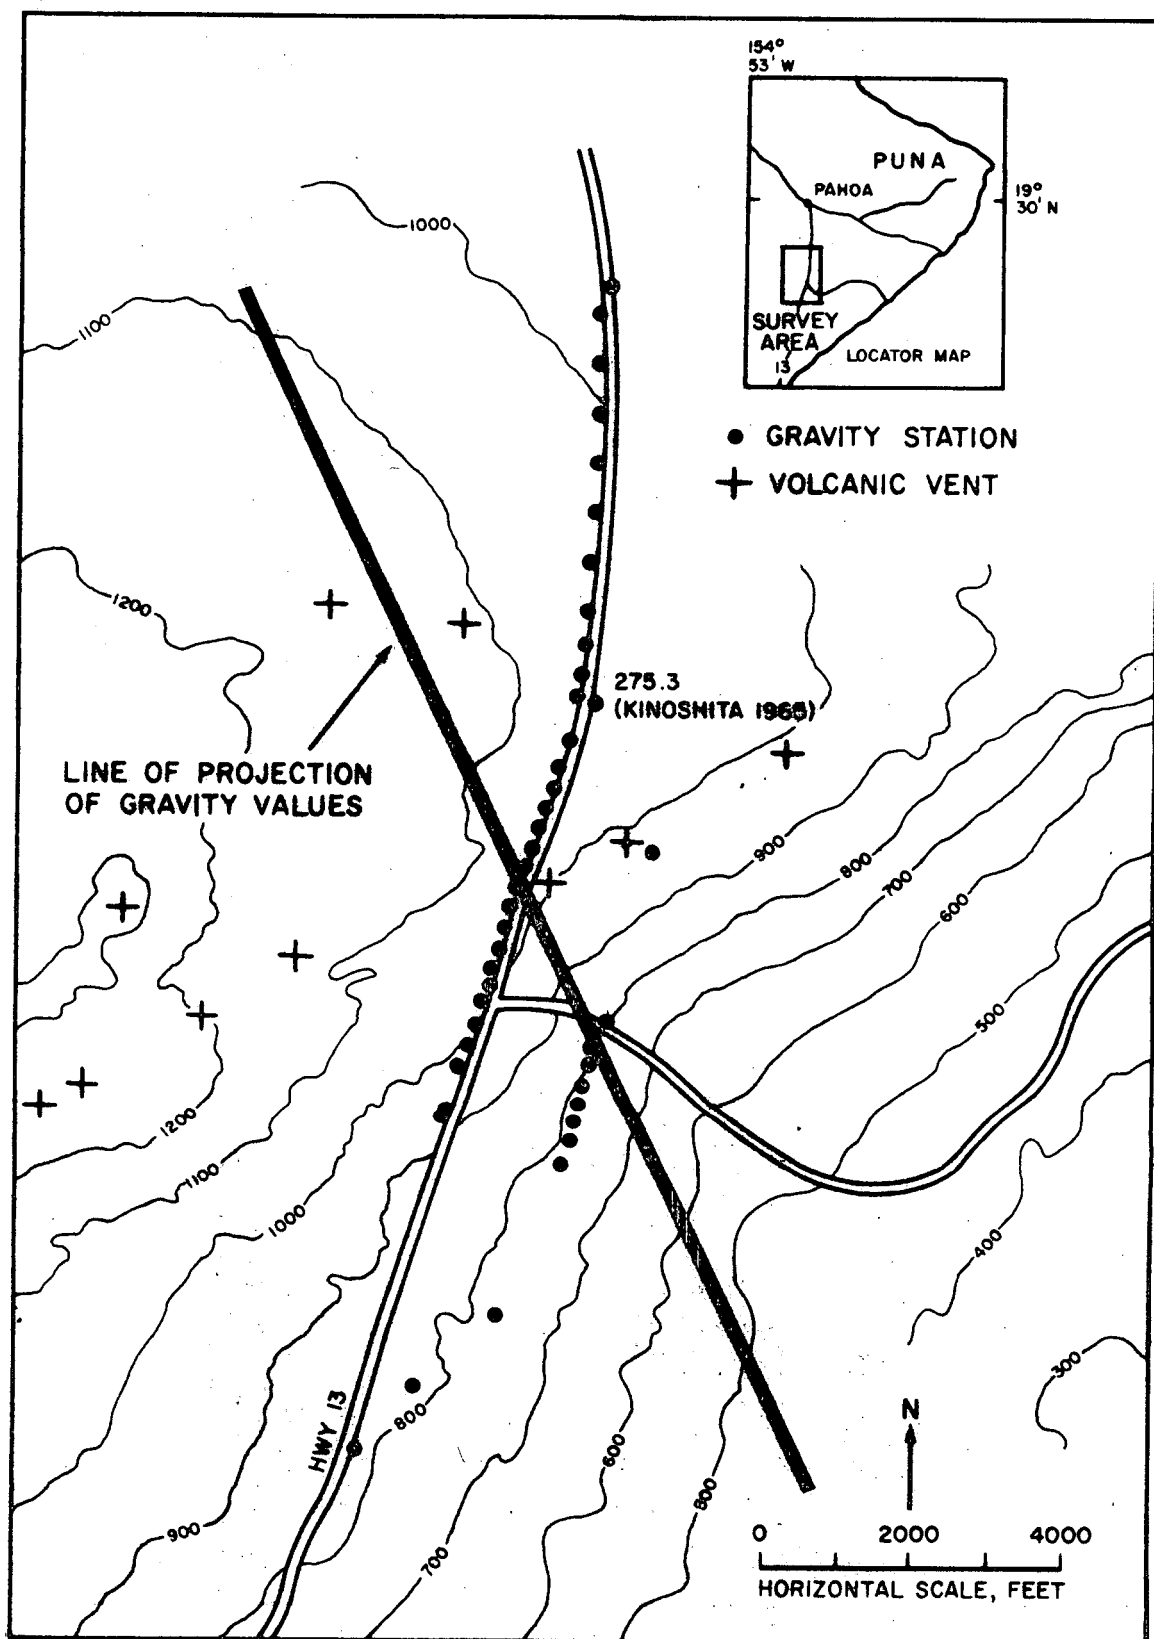 154°
53' W
PUNA
PAHOA
19°
30' N
SURVEY
AREA
13
LOCATOR MAP
GRAVITY STATION
VOLCANIC VENT
1000
1100
1200
275.3
(KINOSHITA 1965)
LINE OF PROJECTION
OF GRAVITY VALUES
900
800
700
600
500
1200
1100
1000
400
300
HWY 13
800
N
600
800
900
700
0 2000 4000
HORIZONTAL SCALE, FEET